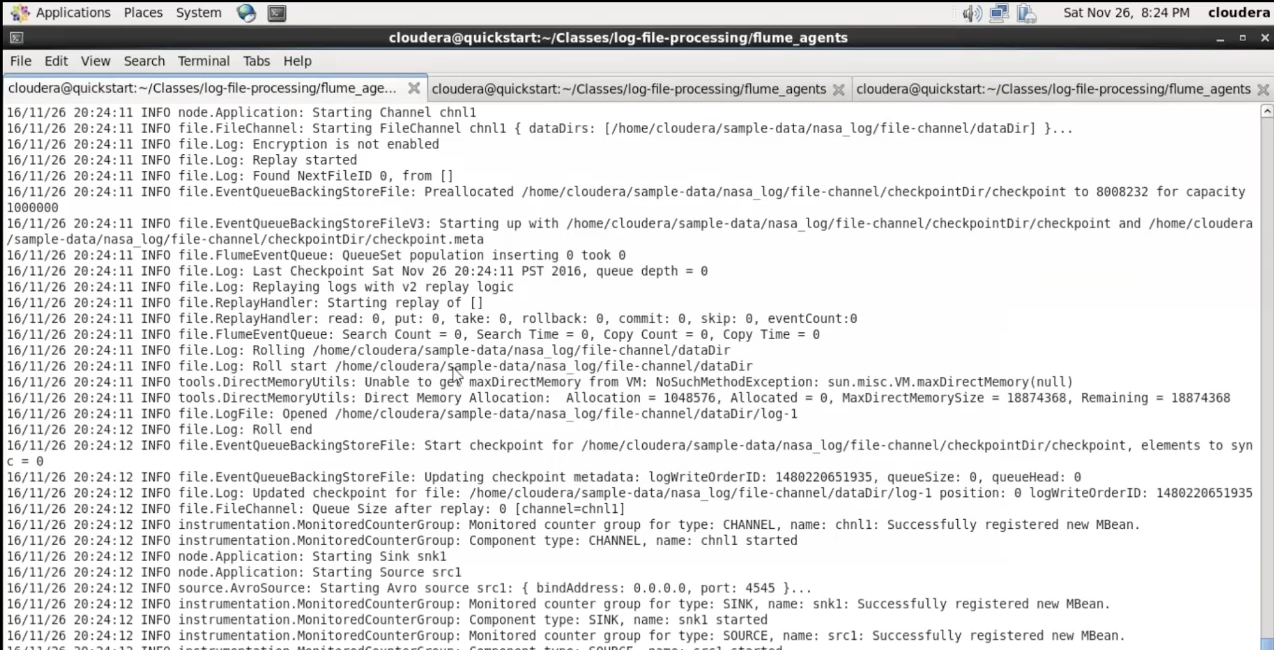 Applications Places System Sat Nov 26, 8:24 PM cloudera
cloudera@quickstart:~/Classes/log-file-processing/flume_agents
File Edit View Search Terminal Tabs Help
cloudera@quickstart:~/Classes/log-file-processing/flume_age... cloudera@quickstart:~/Classes/log-file-processing/flume_agents cloudera@quickstart:~/Classes/log-file-processing/flume_agents
16/11/26 20:24:11 INFO node.Application: Starting Channel chnl1
16/11/26 20:24:11 INFO file.FileChannel: Starting FileChannel chnl1 { dataDirs: [/home/cloudera/sample-data/nasa_log/file-channel/dataDir] }...
16/11/26 20:24:11 INFO file.Log: Encryption is not enabled
16/11/26 20:24:11 INFO file.Log: Replay started
16/11/26 20:24:11 INFO file.Log: Found NextFileID 0, from []
16/11/26 20:24:11 INFO file.EventQueueBackingStoreFile: Preallocated /home/cloudera/sample-data/nasa_log/file-channel/checkpointDir/checkpoint to 8008232 for capacity
1000000
16/11/26 20:24:11 INFO file.EventQueueBackingStoreFileV3: Starting up with /home/cloudera/sample-data/nasa_log/file-channel/checkpointDir/checkpoint and /home/cloudera
/sample-data/nasa_log/file-channel/checkpointDir/checkpoint.meta
16/11/26 20:24:11 INFO file.FlumeEventQueue: QueueSet population inserting 0 took 0
16/11/26 20:24:11 INFO file.Log: Last Checkpoint Sat Nov 26 20:24:11 PST 2016, queue depth = 0
16/11/26 20:24:11 INFO file.Log: Replaying logs with v2 replay logic
16/11/26 20:24:11 INFO file.ReplayHandler: Starting replay of []
16/11/26 20:24:11 INFO file.ReplayHandler: read: 0, put: 0, take: 0, rollback: 0, commit: 0, skip: 0, eventCount:0
16/11/26 20:24:11 INFO file.FlumeEventQueue: Search Count = 0, Search Time = 0, Copy Count = 0, Copy Time = 0
16/11/26 20:24:11 INFO file.Log: Rolling /home/cloudera/sample-data/nasa_log/file-channel/dataDir
16/11/26 20:24:11 INFO file.Log: Roll start /home/cloudera/sample-data/nasa_log/file-channel/dataDir
16/11/26 20:24:11 INFO tools.DirectMemoryUtils: Unable to get maxDirectMemory from VM: NoSuchMethodException: sun.misc.VM.maxDirectMemory(null)
16/11/26 20:24:11 INFO tools.DirectMemoryUtils: Direct Memory Allocation:  Allocation = 1048576, Allocated = 0, MaxDirectMemorySize = 18874368, Remaining = 18874368
16/11/26 20:24:11 INFO file.LogFile: Opened /home/cloudera/sample-data/nasa_log/file-channel/dataDir/log-1
16/11/26 20:24:12 INFO file.Log: Roll end
16/11/26 20:24:12 INFO file.EventQueueBackingStoreFile: Start checkpoint for /home/cloudera/sample-data/nasa_log/file-channel/checkpointDir/checkpoint, elements to syn
c = 0
16/11/26 20:24:12 INFO file.EventQueueBackingStoreFile: Updating checkpoint metadata: logWriteOrderID: 1480220651935, queueSize: 0, queueHead: 0
16/11/26 20:24:12 INFO file.Log: Updated checkpoint for file: /home/cloudera/sample-data/nasa_log/file-channel/dataDir/log-1 position: 0 logWriteOrderID: 1480220651935
16/11/26 20:24:12 INFO file.FileChannel: Queue Size after replay: 0 [channel=chnl1]
16/11/26 20:24:12 INFO instrumentation.MonitoredCounterGroup: Monitored counter group for type: CHANNEL, name: chnl1: Successfully registered new MBean.
16/11/26 20:24:12 INFO instrumentation.MonitoredCounterGroup: Component type: CHANNEL, name: chnl1 started
16/11/26 20:24:12 INFO node.Application: Starting Sink snk1
16/11/26 20:24:12 INFO node.Application: Starting Source src1
16/11/26 20:24:12 INFO source.AvroSource: Starting Avro source src1: { bindAddress: 0.0.0.0, port: 4545 }...
16/11/26 20:24:12 INFO instrumentation.MonitoredCounterGroup: Monitored counter group for type: SINK, name: snk1: Successfully registered new MBean.
16/11/26 20:24:12 INFO instrumentation.MonitoredCounterGroup: Component type: SINK, name: snk1 started
16/11/26 20:24:12 INFO instrumentation.MonitoredCounterGroup: Monitored counter group for type: SOURCE, name: src1: Successfully registered new MBean.
16/11/26 20:24:12 INFO instrumentation.MonitoredCounterGroup: Component type: SOURCE, name: src1 started